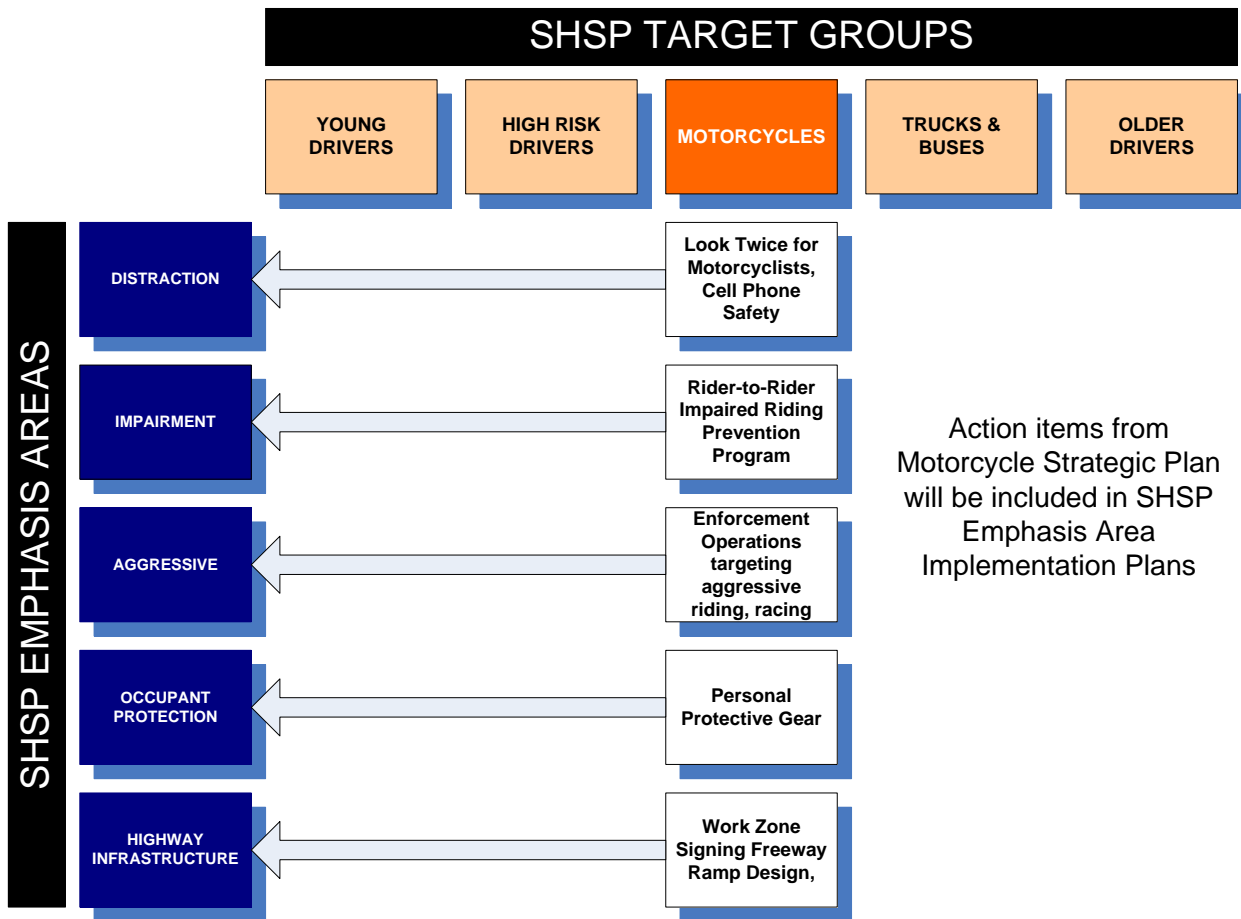 SHSP TARGET GROUPS
YOUNG
DRIVERS
HIGH RISK
DRIVERS
MOTORCYCLES
TRUCKS &
BUSES
OLDER
DRIVERS
SHSP EMPHASIS AREAS
DISTRACTION
Look Twice for
Motorcyclists,
Cell Phone
Safety
IMPAIRMENT
Rider-to-Rider
Impaired Riding
Prevention
Program
AGGRESSIVE
Enforcement
Operations
targeting
aggressive
riding, racing
OCCUPANT
PROTECTION
Personal
Protective Gear
HIGHWAY
INFRASTRUCTURE
Work Zone
Signing Freeway
Ramp Design,
Action items from
Motorcycle Strategic Plan
will be included in SHSP
Emphasis Area
Implementation Plans